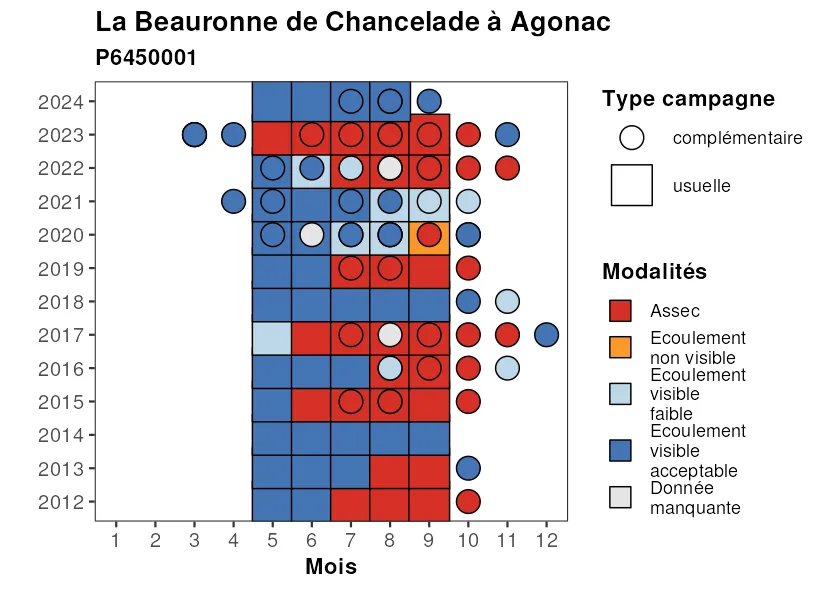 La Beauronne de Chancelade à Agonac
P6450001
2024
2023
2022
2021
2020
2019
2018
2017
2016
2015
2014
2013
2012
1 2 3 4 5 6 7 8 9 10 11 12
Mois
Type campagne
complémentaire
usuelle
Modalités
Assec
Ecoulement
non visible
Ecoulement
visible
faible
Ecoulement
visible
acceptable
Donnée
manquante